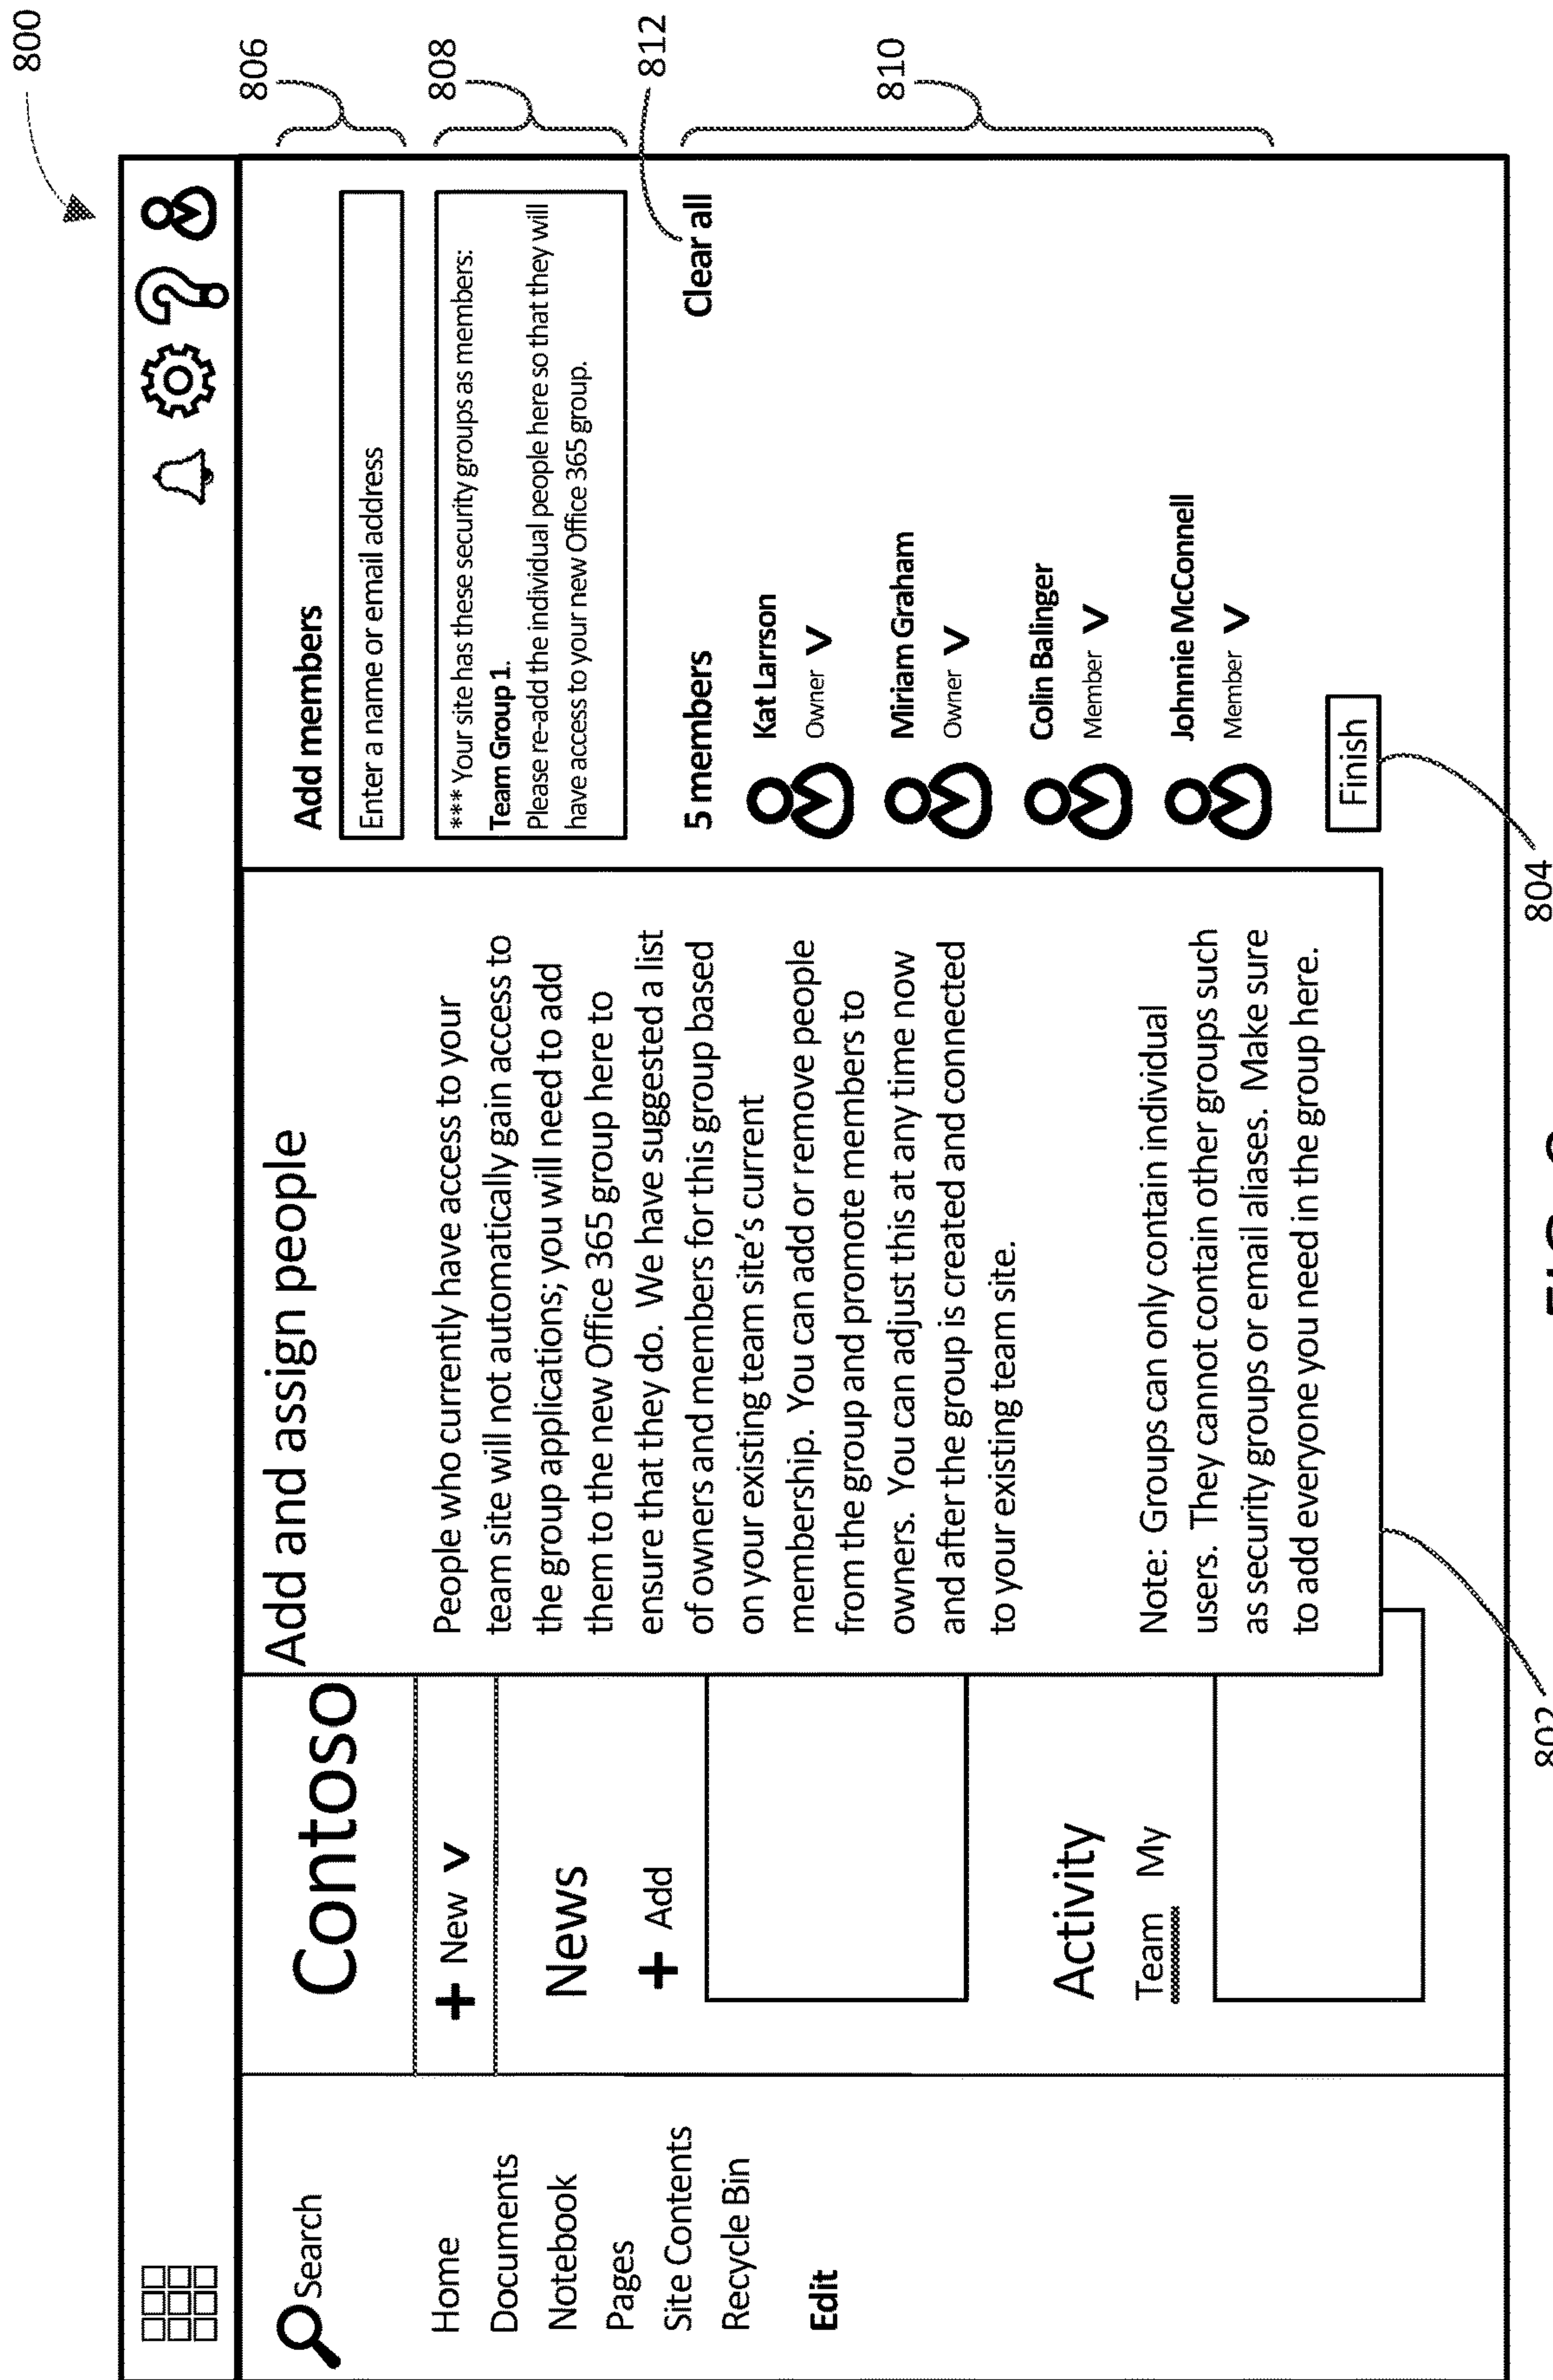 800
Search
Home
Documents
Notebook
Pages
Site Contents
Recycle Bin
Edit
Contoso
+ New
News
+ Add
Activity
Team My
Add and assign people
People who currently have access to your
team site will not automatically gain access to
the group applications; you will need to add
them to the new Office 365 group here to
ensure that they do. We have suggested a list
of owners and members for this group based
on your existing team site's current
membership. You can add or remove people
from the group and promote members to
owners. You can adjust this at any time now
and after the group is created and connected
to your existing team site.
Note: Groups can only contain individual
users. They cannot contain other groups such
as security groups or email aliases. Make sure
to add everyone you need in the group here.
Add members
Enter a name or email address
*** Your site has these security groups as members:
Team Group 1.
Please re-add the individual people here so that they will
have access to your new Office 365 group.
5 members Clear all
Kat Larrson
Owner
Miriam Graham
Owner
Colin Balinger
Member
Johnnie McConnell
Member
Finish
806
808
812
810
802
804